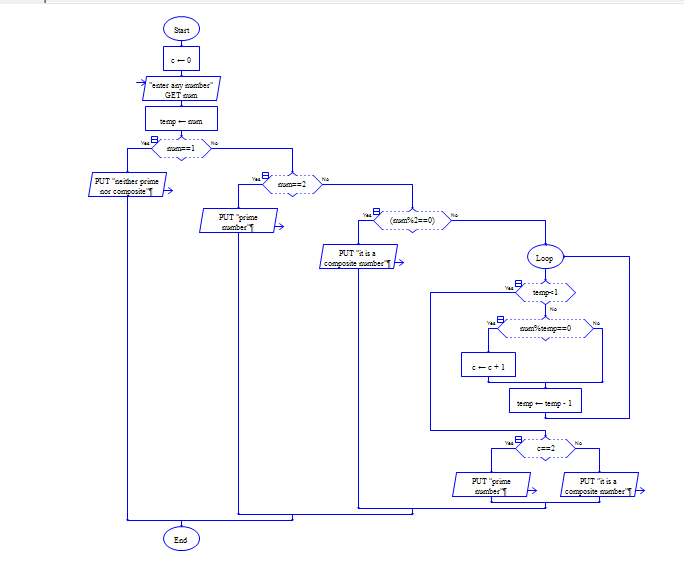 Start
c ← 0
"enter any number"
GET num
temp ← num
Yes
num==1
No
PUT "neither prime
nor composite"¶
Yes
num==2
No
PUT "prime
number"¶
Yes
(num%2==0)
No
PUT "it is a
composite number"¶
Loop
Yes
temp<1
No
Yes
num%temp==0
No
c ← c + 1
temp ← temp - 1
Yes
c==2
No
PUT "prime
number"¶
PUT "it is a
composite number"¶
End